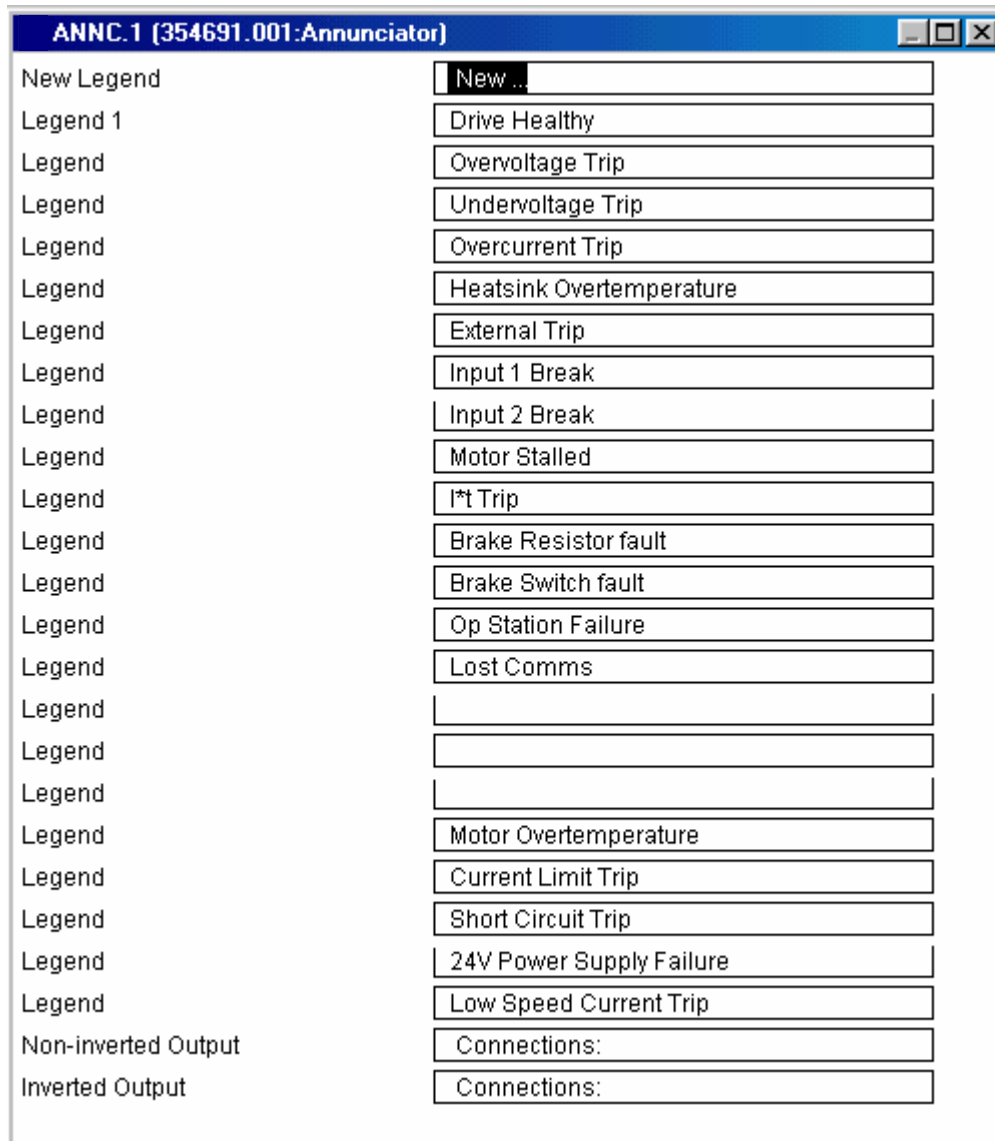 ANNC.1 (354691.001:Annunciator)
New Legend New ...
Legend 1 Drive Healthy
Legend Overvoltage Trip
Legend Undervoltage Trip
Legend Overcurrent Trip
Legend Heatsink Overtemperature
Legend External Trip
Legend Input 1 Break
Legend Input 2 Break
Legend Motor Stalled
Legend I*t Trip
Legend Brake Resistor fault
Legend Brake Switch fault
Legend Op Station Failure
Legend Lost Comms
Legend
Legend
Legend
Legend Motor Overtemperature
Legend Current Limit Trip
Legend Short Circuit Trip
Legend 24V Power Supply Failure
Legend Low Speed Current Trip
Non-inverted Output Connections:
Inverted Output Connections: